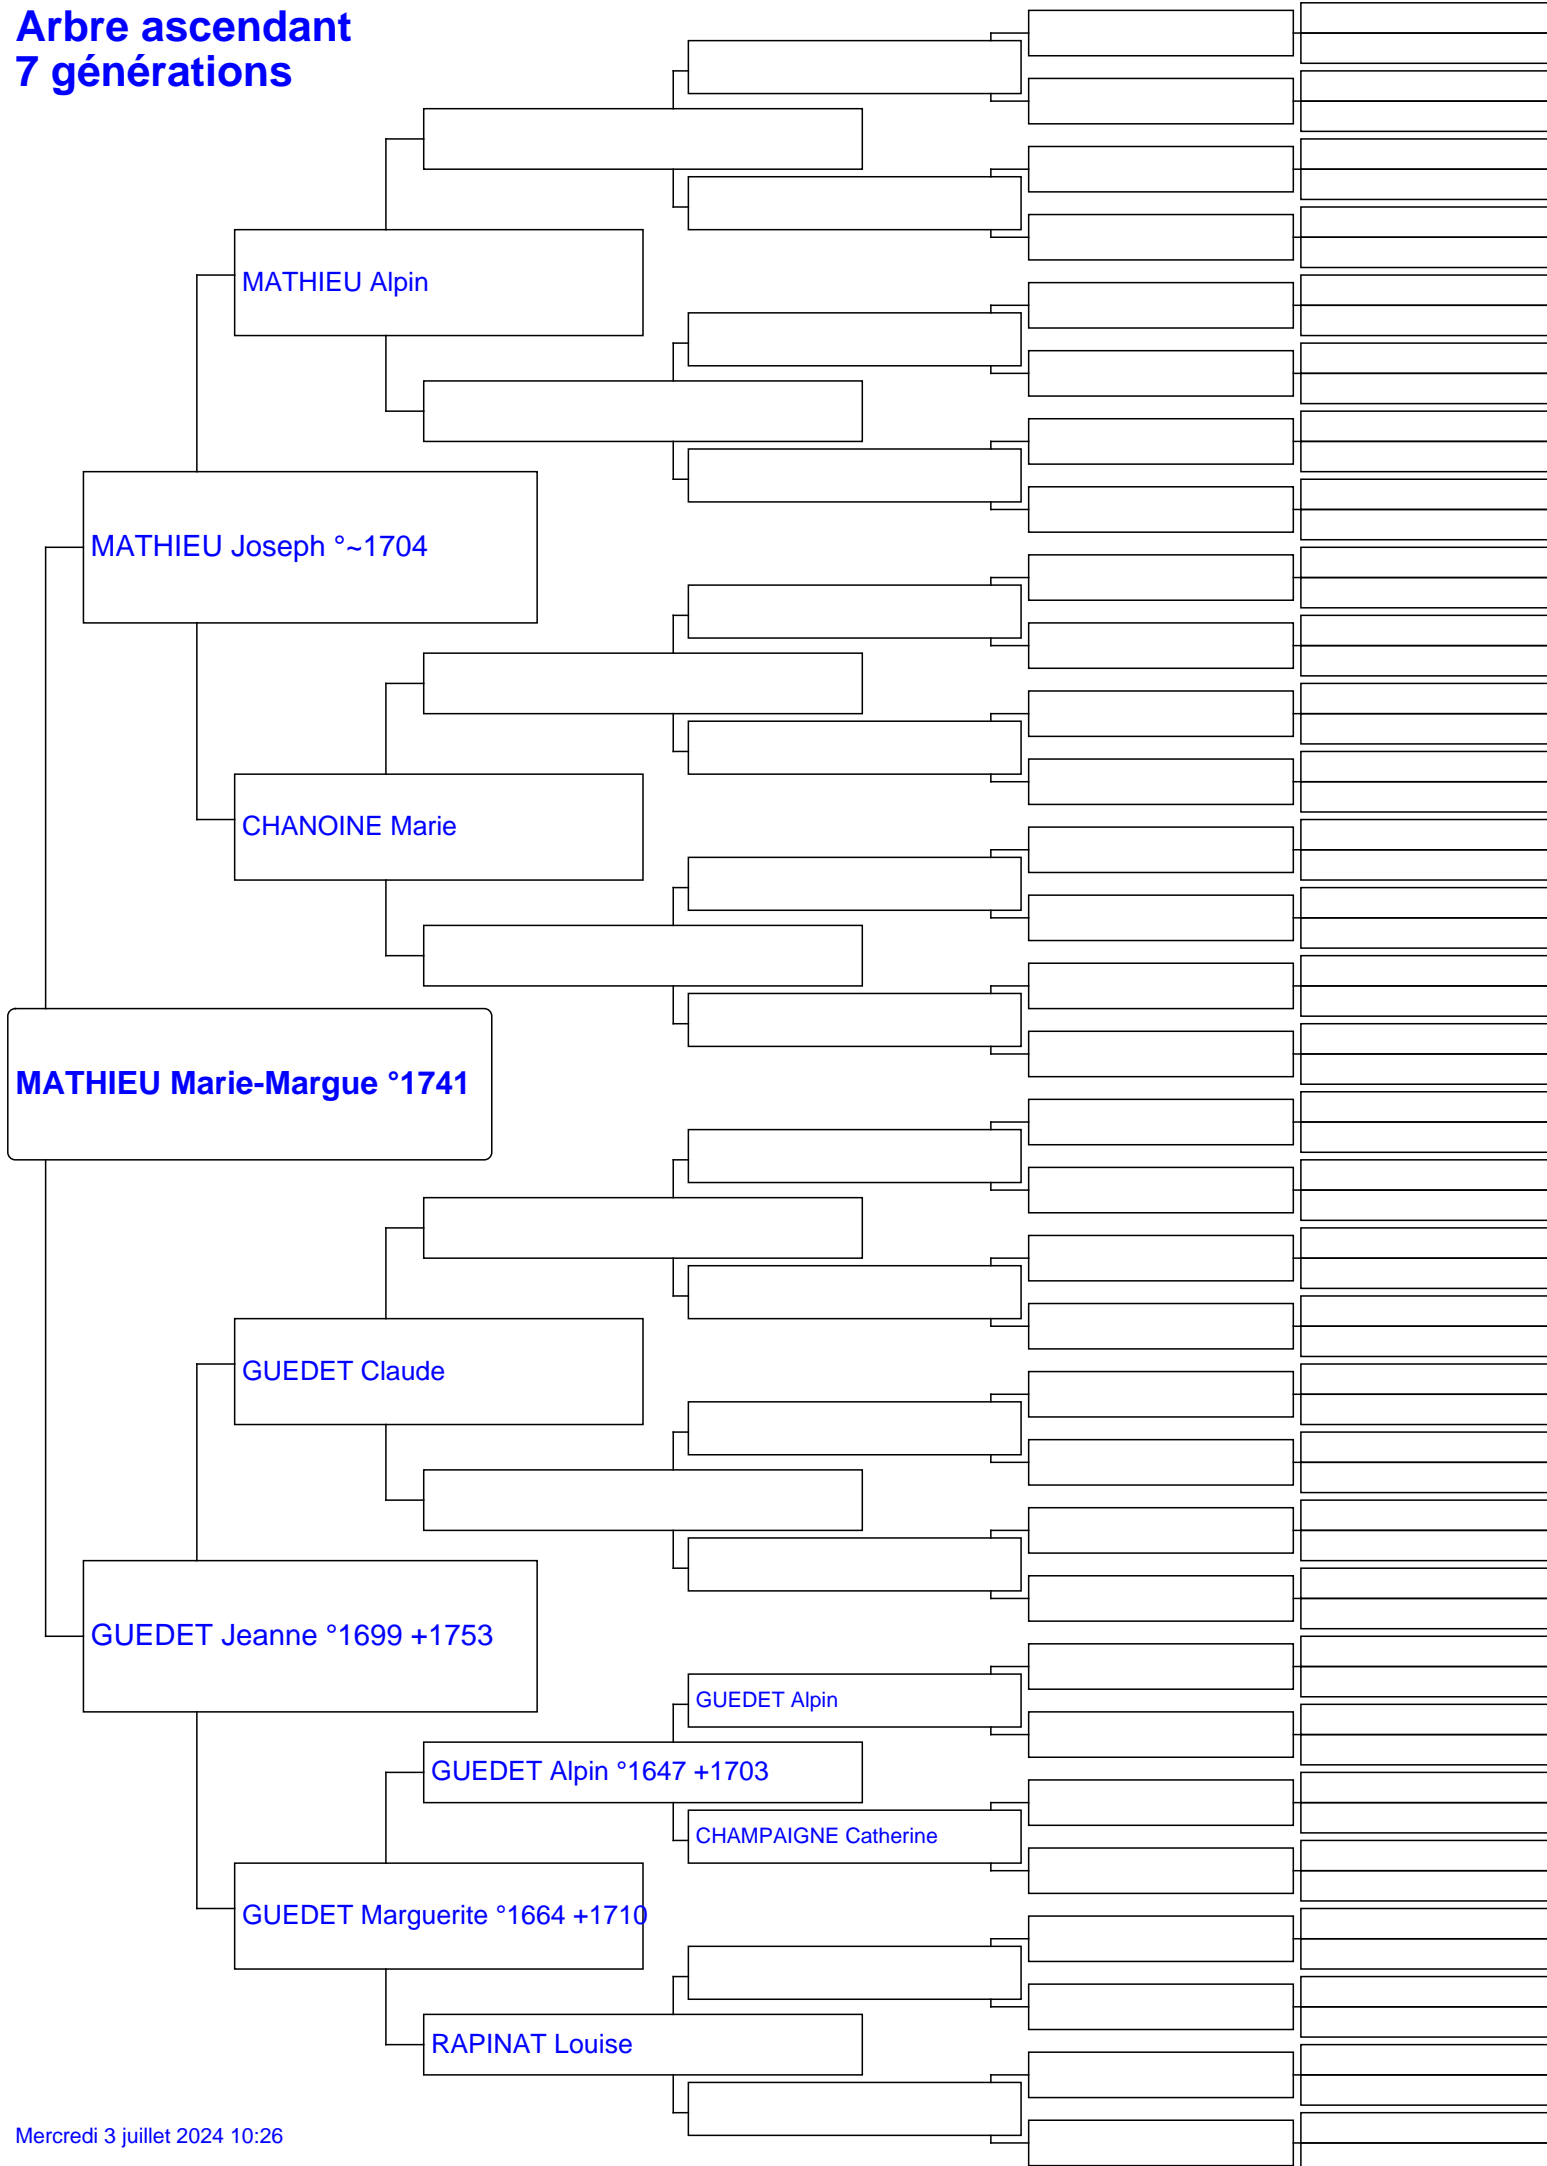 Arbre ascendant
7 générations
MATHIEU Alpin
MATHIEU Joseph °~1704
CHANOINE Marie
MATHIEU Marie-Margue °1741
GUEDET Claude
GUEDET Jeanne °1699 +1753
GUEDET Alpin
GUEDET Alpin °1647 +1703
CHAMPAIGNE Catherine
GUEDET Marguerite °1664 +1710
RAPINAT Louise
Mercredi 3 juillet 2024 10:26